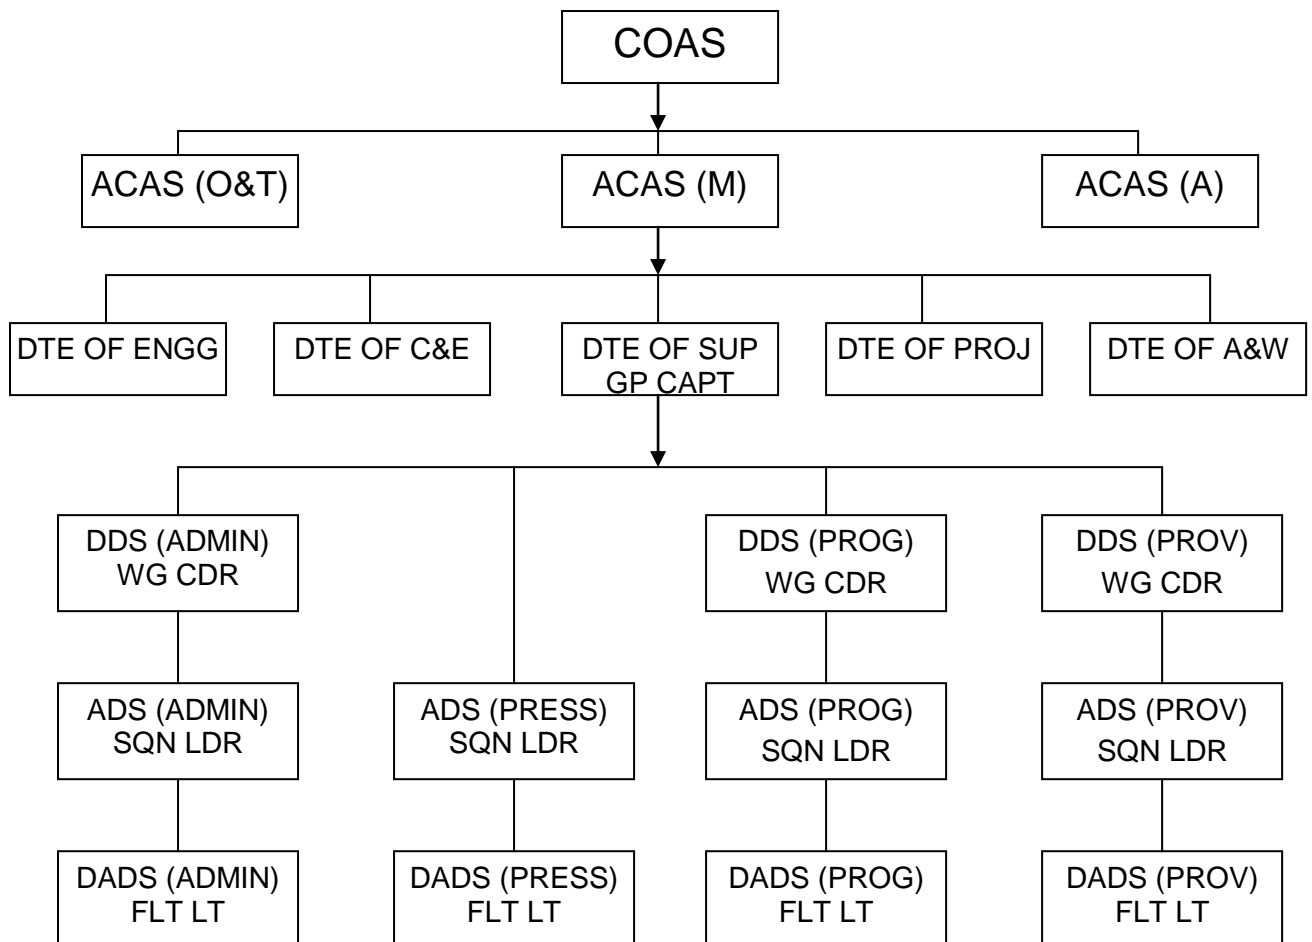 COAS
ACAS (O&T)
ACAS (M)
ACAS (A)
DTE OF ENGG
DTE OF C&E
DTE OF SUP
GP CAPT
DTE OF PROJ
DTE OF A&W
DDS (ADMIN)
WG CDR
DDS (PROG)
WG CDR
DDS (PROV)
WG CDR
ADS (ADMIN)
SQN LDR
ADS (PRESS)
SQN LDR
ADS (PROG)
SQN LDR
ADS (PROV)
SQN LDR
DADS (ADMIN)
FLT LT
DADS (PRESS)
FLT LT
DADS (PROG)
FLT LT
DADS (PROV)
FLT LT